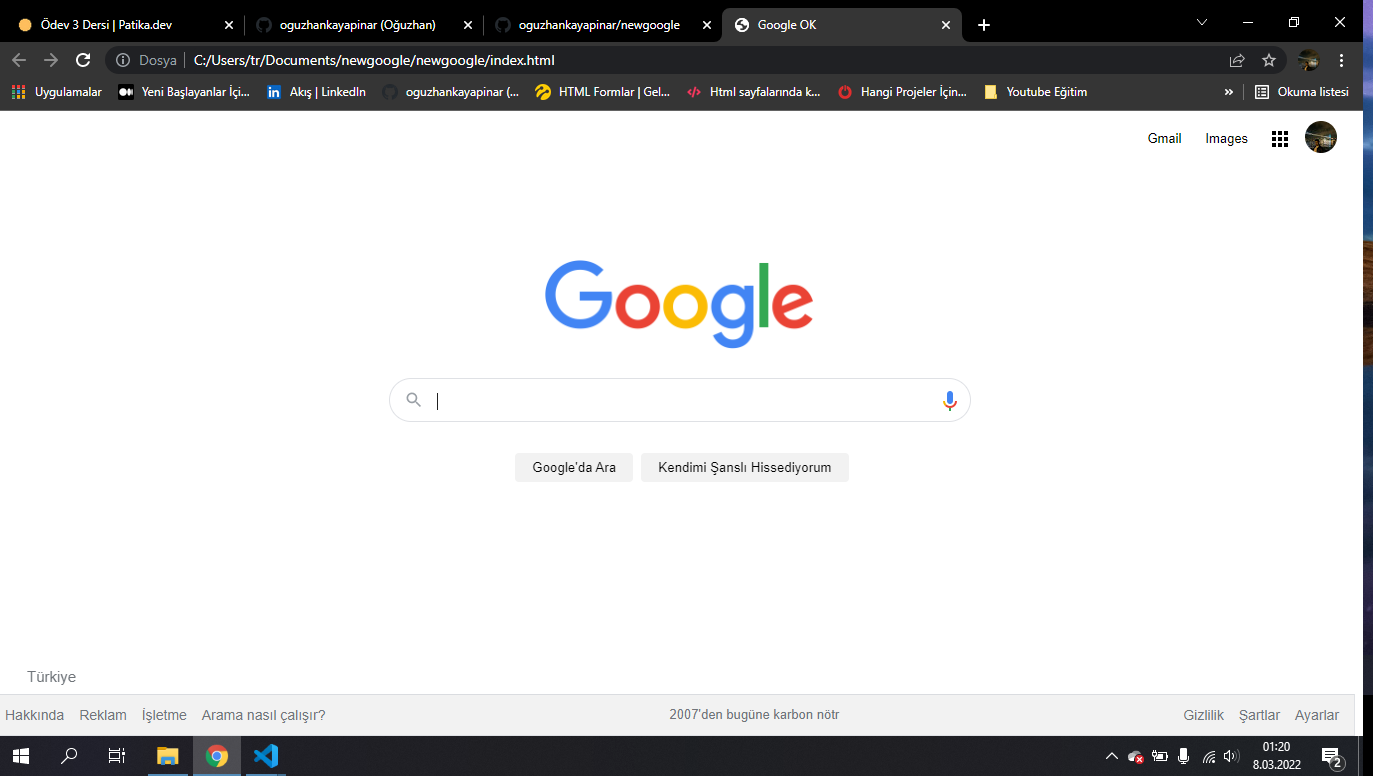 Ödev 3 Dersi | Patika.dev
oguzhankayapinar (Oğuzhan)
oguzhankayapinar/newgoogle
Google OK
Dosya | C:/Users/tr/Documents/newgoogle/newgoogle/index.html
Uygulamalar
Yeni Başlayanlar İçi...
Akış | LinkedIn
oguzhankayapinar (...
HTML Formlar | Gel...
Html sayfalarında k...
Hangi Projeler İçin...
Youtube Eğitim
»
Okuma listesi
Gmail
Images
Google
Google'da Ara
Kendimi Şanslı Hissediyorum
Türkiye
Hakkında
Reklam
İşletme
Arama nasıl çalışır?
2007'den bugüne karbon nötr
Gizlilik
Şartlar
Ayarlar
01:20
8.03.2022
2